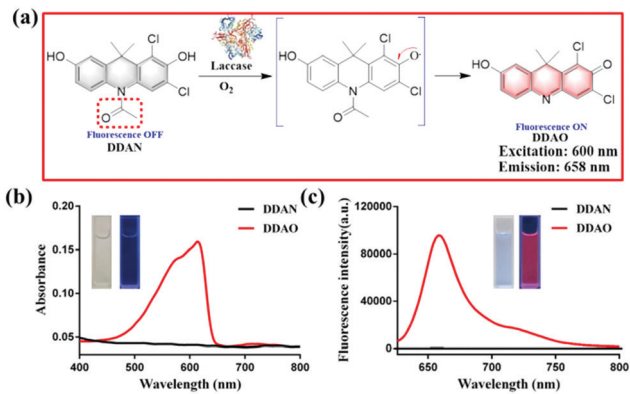 (a)
HO
Cl
OH
Cl
N
O
Fluorescence OFF
DDAN
Laccase
O2
HO
Cl
O·
Cl
N
O
HO
Cl
O
Cl
N
Fluorescence ON
DDAO
Excitation: 600 nm
Emission: 658 nm
(b)
DDAN
DDAO
Absorbance
0.20
0.15
0.10
0.05
400 500 600 700 800
Wavelength (nm)
(c)
DDAN
DDAO
Fluorescence intensity(a.u.)
120000
80000
40000
0
650 700 750 800
Wavelength (nm)